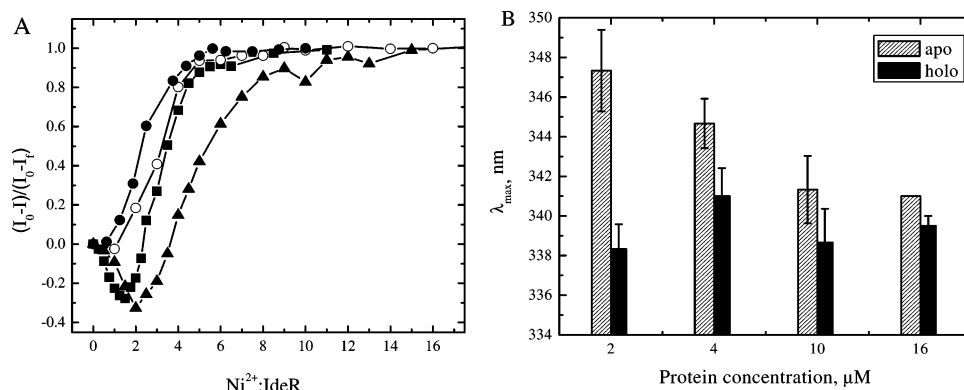 A
(I₀-I)/(I₀-I_f)
1.0
0.8
0.6
0.4
0.2
0.0
-0.2
-0.4
0 2 4 6 8 10 12 14 16
Ni²⁺:IdeR
B
λmax, nm
350
348
346
344
342
340
338
336
334
apo
holo
2 4 10 16
Protein concentration, µM